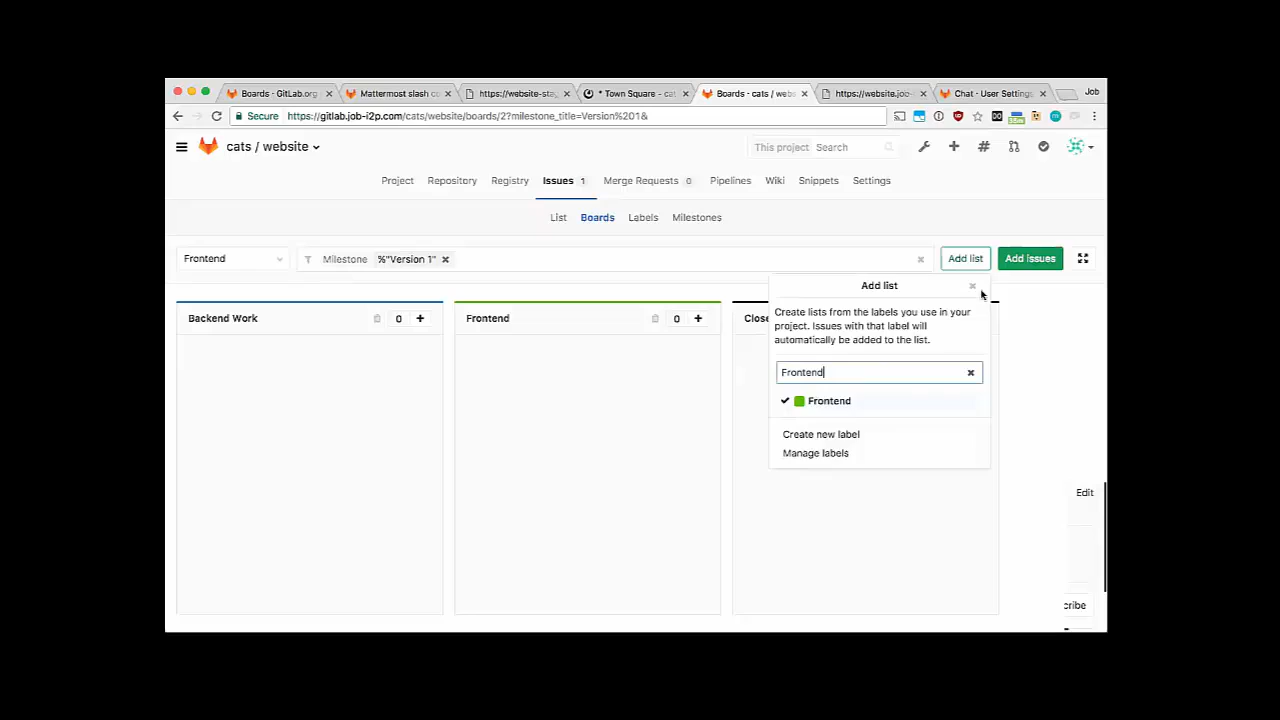 Boards · GitLab.org
Mattermost slash co
https://website-sta
* Town Square - cat
Boards - cats / webs
https://website.joo
Chat · User Settings
Job
Secure
https://gitlab.job-i2p.com/cats/website/boards/2?milestone_title=Version%201&
cats / website
This project Search
Project
Repository
Registry
Issues 1
Merge Requests 0
Pipelines
Wiki
Snippets
Settings
List
Boards
Labels
Milestones
Frontend
Milestone %"Version 1"
Add list
Add issues
Backend Work 0
Frontend 0
Close
Add list
Create lists from the labels you use in your
project. Issues with that label will
automatically be added to the list.
Frontend
Frontend
Create new label
Manage labels
Edit
cribe